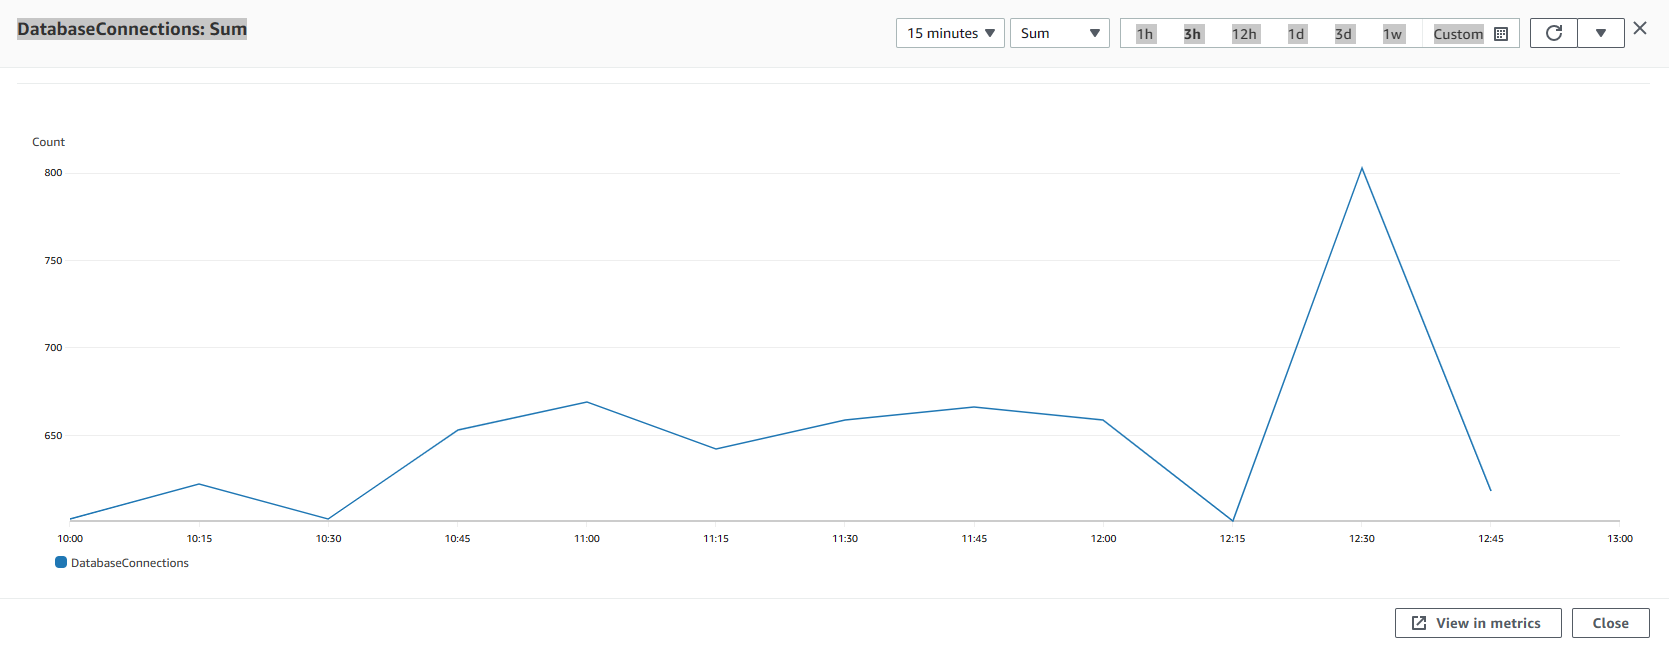 DatabaseConnections: Sum
15 minutes Sum 1h 3h 12h 1d 3d 1w Custom
Count
800
750
700
650
10:00 10:15 10:30 10:45 11:00 11:15 11:30 11:45 12:00 12:15 12:30 12:45 13:00
DatabaseConnections
View in metrics Close